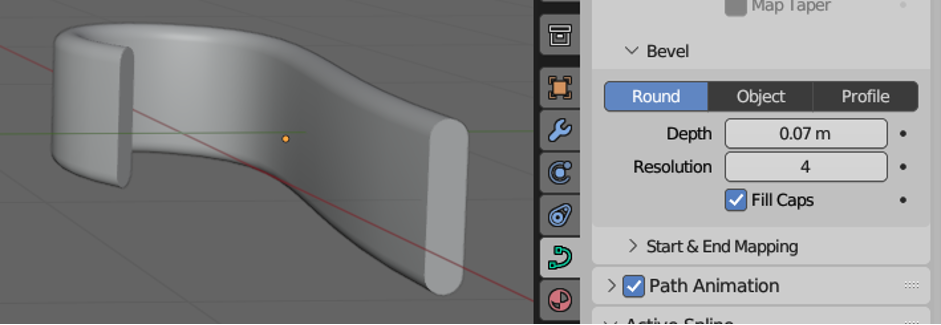 Map Taper
Bevel
Round Object Profile
Depth 0.07 m
Resolution 4
Fill Caps
Start & End Mapping
Path Animation
Active Spline